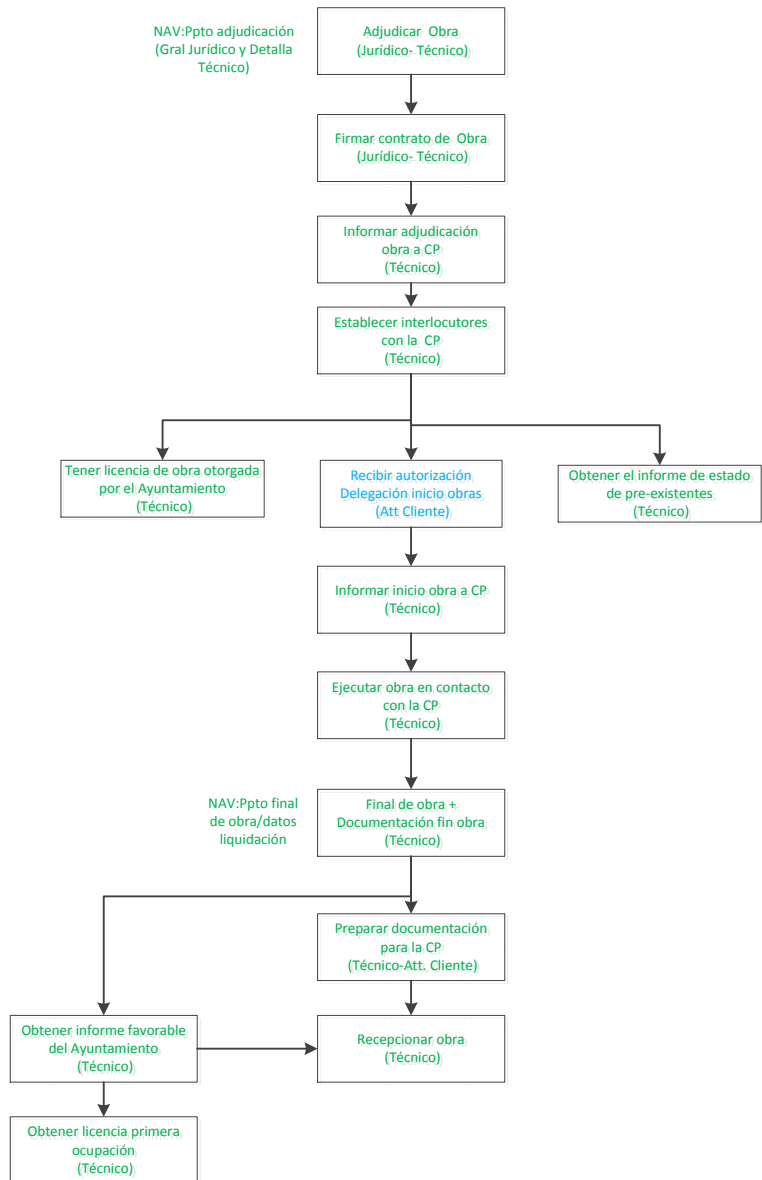 NAV:Ppto adjudicación
(Gral Jurídico y Detalla
Técnico)
Adjudicar Obra
(Jurídico- Técnico)
Firmar contrato de Obra
(Jurídico- Técnico)
Informar adjudicación
obra a CP
(Técnico)
Establecer interlocutores
con la CP
(Técnico)
Tener licencia de obra otorgada
por el Ayuntamiento
(Técnico)
Recibir autorización
Delegación inicio obras
(Att Cliente)
Obtener el informe de estado
de pre-existentes
(Técnico)
Informar inicio obra a CP
(Técnico)
Ejecutar obra en contacto
con la CP
(Técnico)
NAV:Ppto final
de obra/datos
liquidación
Final de obra +
Documentación fin obra
(Técnico)
Preparar documentación
para la CP
(Técnico-Att. Cliente)
Obtener informe favorable
del Ayuntamiento
(Técnico)
Recepcionar obra
(Técnico)
Obtener licencia primera
ocupación
(Técnico)